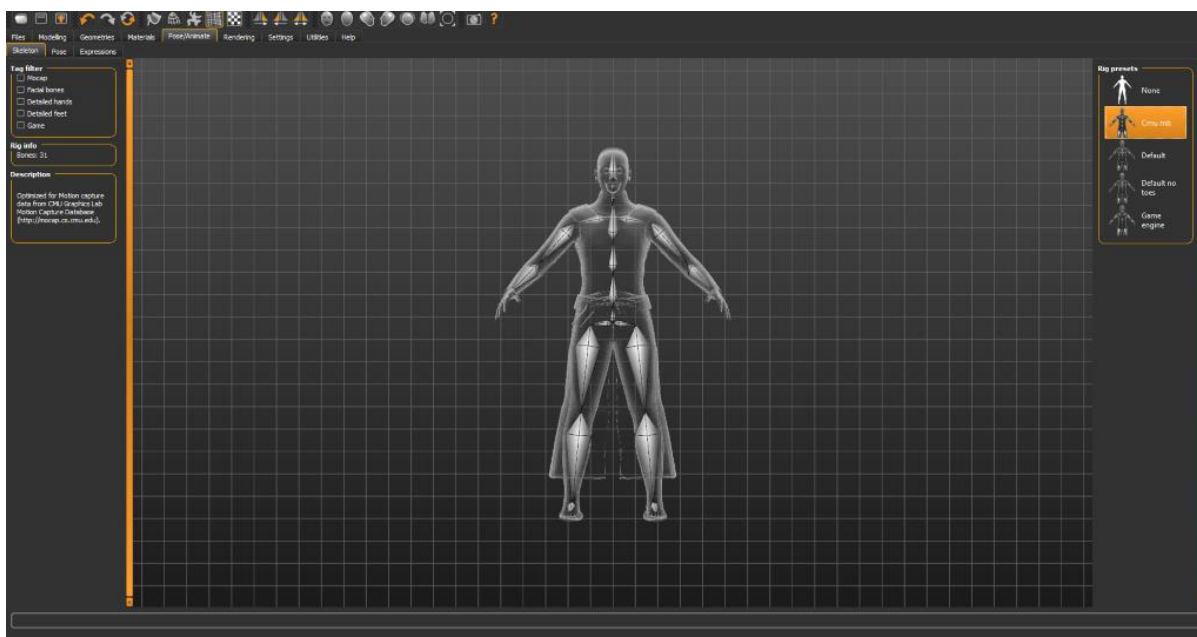 ?
Files Modelling Geometries Materials Pose/Animate Rendering Settings Utilities Help
Skeleton Pose Expressions
Tag filter
Mocap
Facial bones
Detailed hands
Detailed feet
Game
Rig info
Bones: 31
Description
Optimized for Motion capture
data from CMU Graphics Lab
Motion Capture Database
(http://mocap.cs.cmu.edu).
Rig presets
None
Cmu mb
Default
Default no
toes
Game
engine